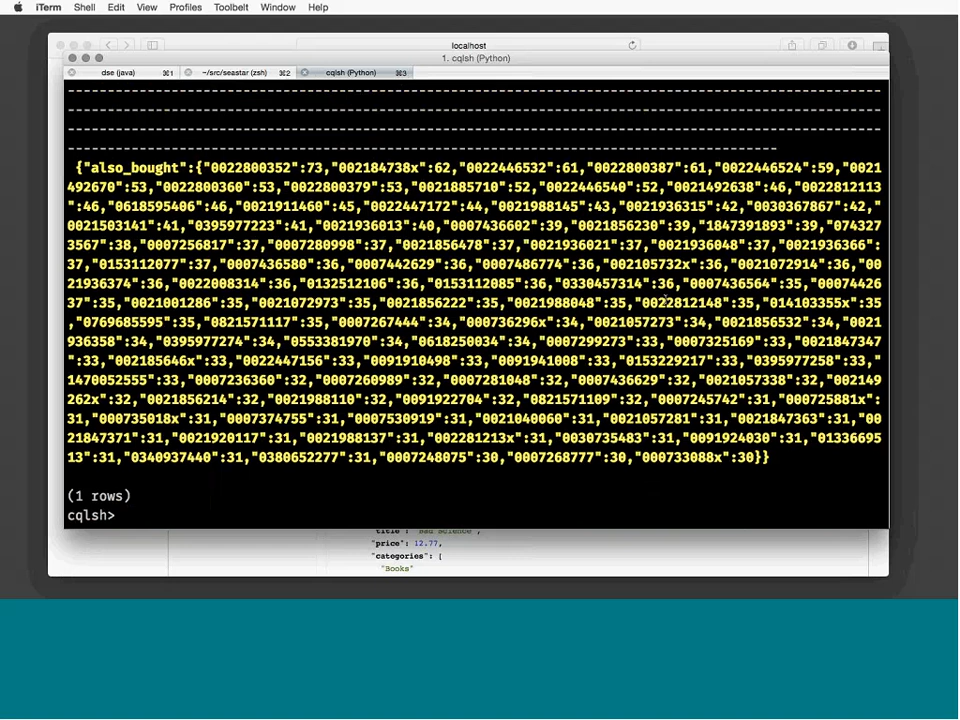 iTerm Shell Edit View Profiles Toolbelt Window Help
localhost
1. cqlsh (Python)
dse (java) ⌘1 ~/src/seastar (zsh) ⌘2 cqlsh (Python) ⌘3
--------------------------------------------------------------------------------------------------------
--------------------------------------------------------------------------------------------------------
--------------------------------------------------------------------------------------------------------
-------------------------------------------------------------------------------------------
{"also_bought":{"0022800352":73,"002184738x":62,"0022446532":61,"0022800387":61,"0022446524":59,"0021
492670":53,"0022800360":53,"0022800379":53,"0021885710":52,"0022446540":52,"0021492638":46,"0022812113
":46,"0618595406":46,"0021911460":45,"0022447172":44,"0021988145":43,"0021936315":42,"0030367867":42,"
0021503141":41,"0395977223":41,"0021936013":40,"0007436602":39,"0021856230":39,"1847391893":39,"074327
3567":38,"0007256817":37,"0007280998":37,"0021856478":37,"0021936021":37,"0021936048":37,"0021936366":
37,"0153112077":37,"0007436580":36,"0007442629":36,"0007486774":36,"002105732x":36,"0021072914":36,"00
21936374":36,"0022008314":36,"0132512106":36,"0153112085":36,"0330457314":36,"0007436564":35,"00074426
37":35,"0021001286":35,"0021072973":35,"0021856222":35,"0021988048":35,"0022812148":35,"014103355x":35
,"0769685595":35,"0821571117":35,"0007267444":34,"000736296x":34,"0021057273":34,"0021856532":34,"0021
936358":34,"0395977274":34,"0553381970":34,"0618250034":34,"0007299273":33,"0007325169":33,"0021847347
":33,"002185646x":33,"0022447156":33,"0091910498":33,"0091941008":33,"0153229217":33,"0395977258":33,"
1470052555":33,"0007236360":32,"0007260989":32,"0007281048":32,"0007436629":32,"0021057338":32,"002149
262x":32,"0021856214":32,"0021988110":32,"0091922704":32,"0821571109":32,"0007245742":31,"000725881x":
31,"000735018x":31,"0007374755":31,"0007530919":31,"0021040060":31,"0021057281":31,"0021847363":31,"00
21847371":31,"0021920117":31,"0021988137":31,"002281213x":31,"0030735483":31,"0091924030":31,"01336695
13":31,"0340937440":31,"0380652277":31,"0007248075":30,"0007268777":30,"000733088x":30}}
(1 rows)
cqlsh>
"title": "Bad Science",
"price": 12.77,
"categories": [
"Books"